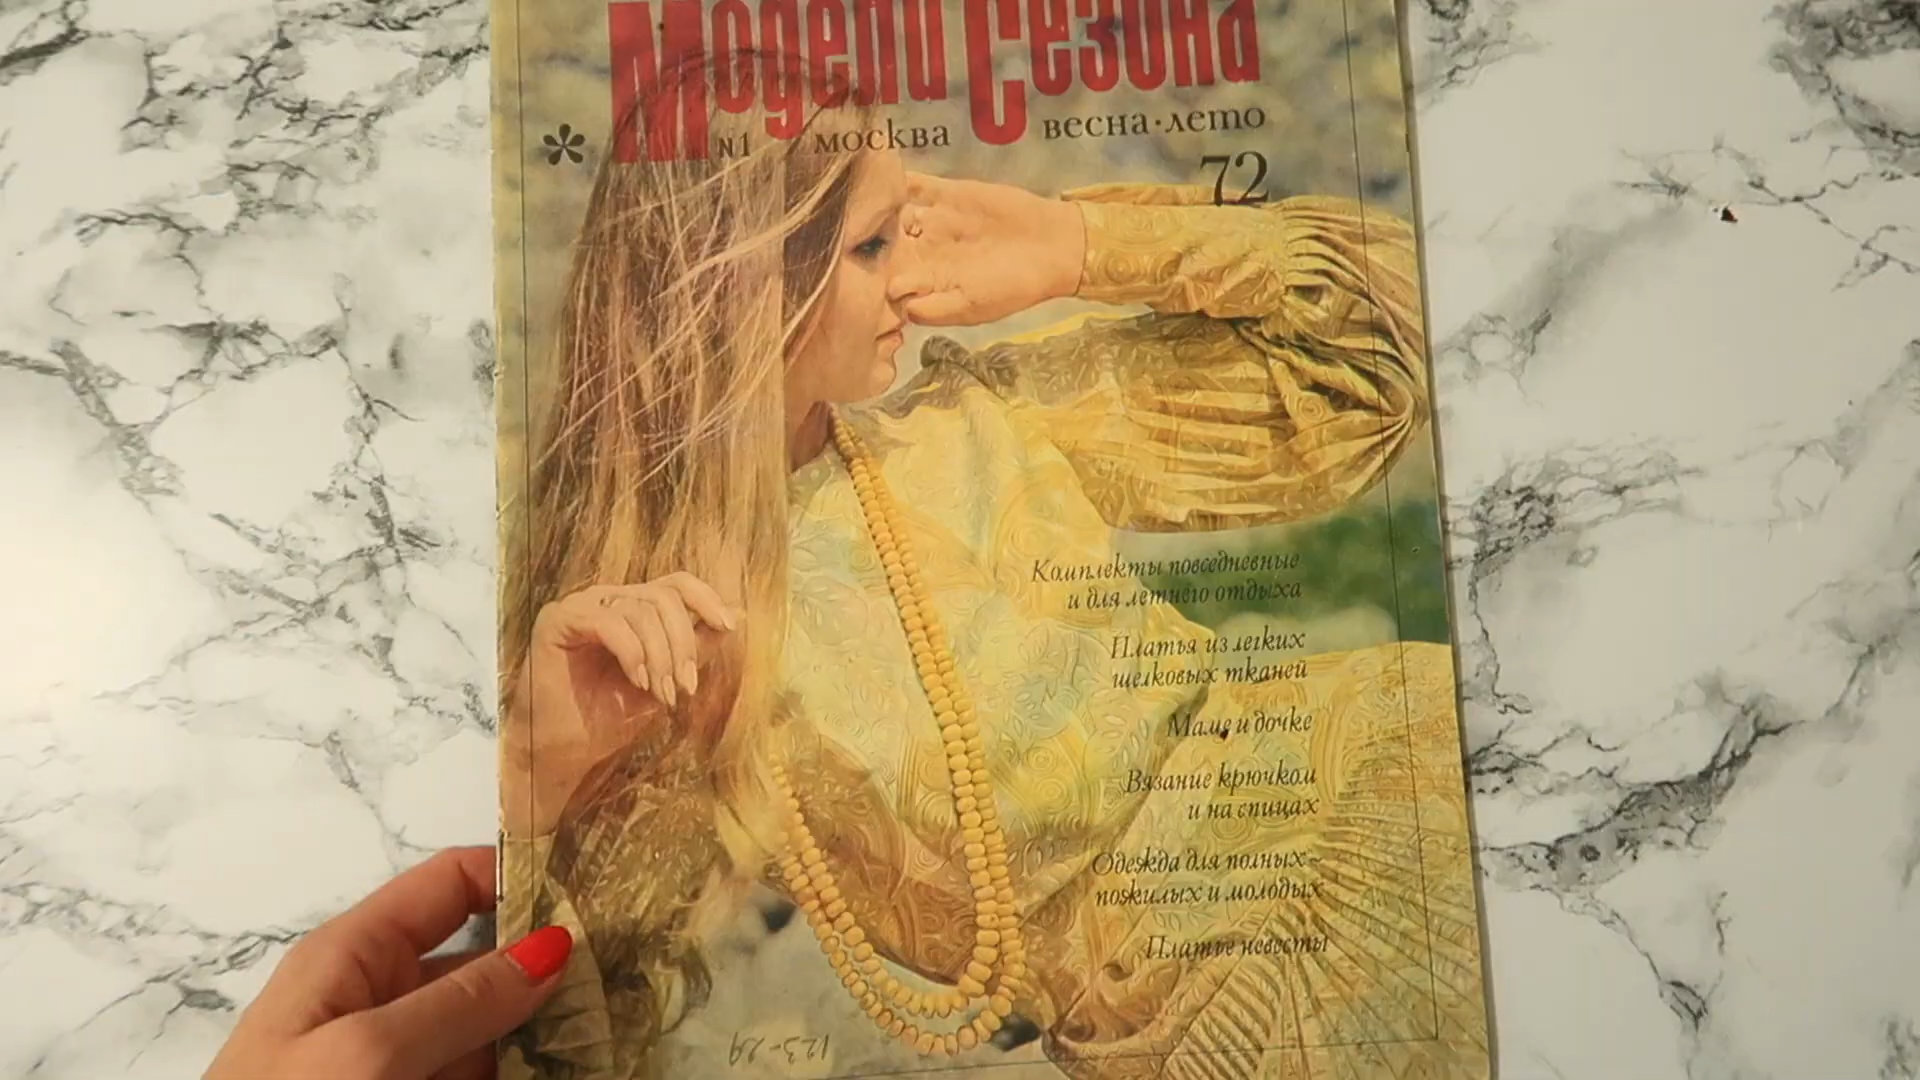 Модели Сезона
№1 москва весна·лето
72
Комплекты повседневные
и для летнего отдыха
Платья из легких
шелковых тканей
Маме и дочке
Вязание крючком
и на спицах
Одежда для полных –
пожилых и молодых
Платье невесты
123-29